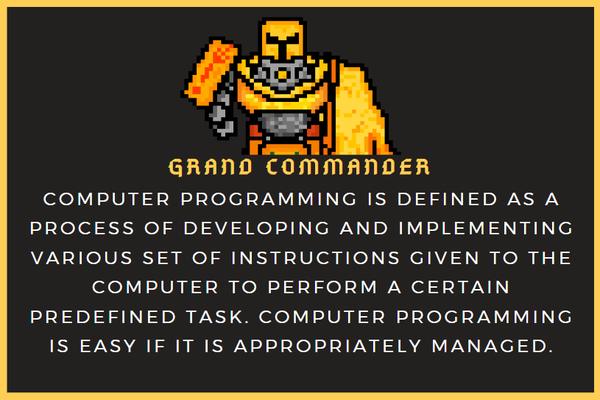 GRAND COMMANDER
COMPUTER PROGRAMMING IS DEFINED AS A
PROCESS OF DEVELOPING AND IMPLEMENTING
VARIOUS SET OF INSTRUCTIONS GIVEN TO THE
COMPUTER TO PERFORM A CERTAIN
PREDEFINED TASK. COMPUTER PROGRAMMING
IS EASY IF IT IS APPROPRIATELY MANAGED.